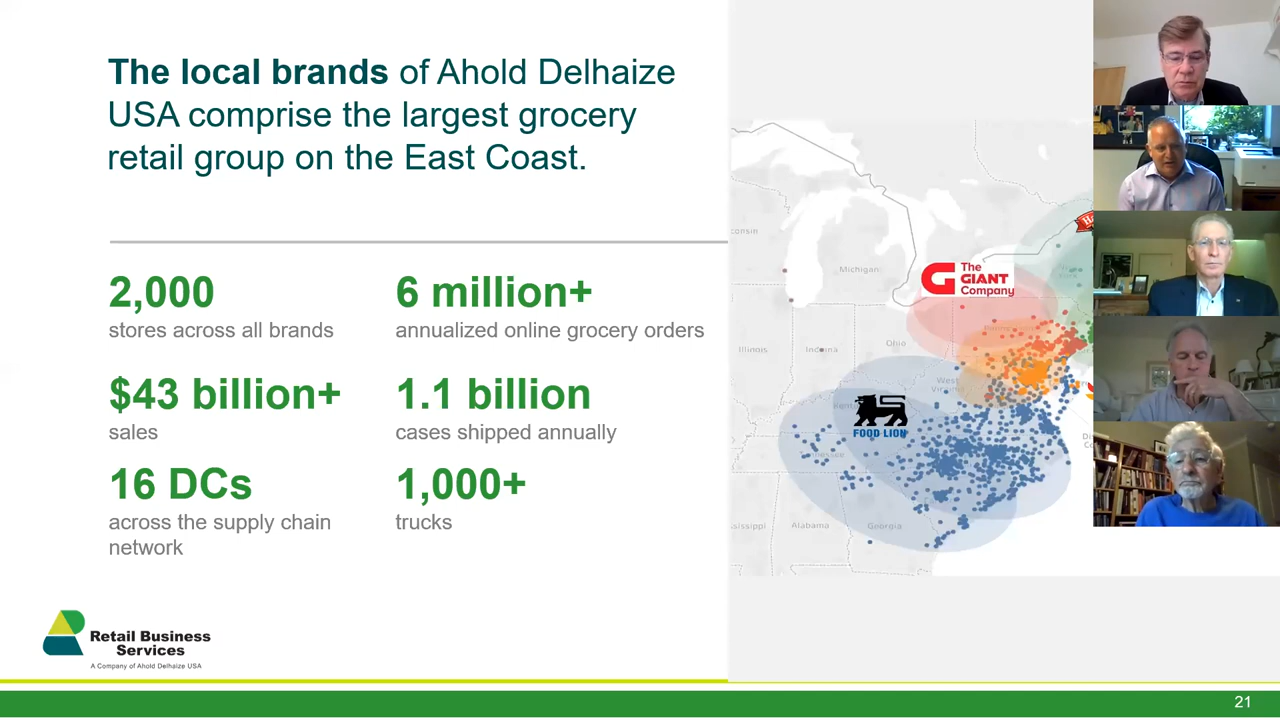 The local brands of Ahold Delhaize
USA comprise the largest grocery
retail group on the East Coast.
2,000
stores across all brands
6 million+
annualized online grocery orders
$43 billion+
sales
1.1 billion
cases shipped annually
16 DCs
across the supply chain
network
1,000+
trucks
Michigan
The
GIANT
Company
Illinois
Indiana
Ohio
West
FOOD LION
Alabama
Georgia
Retail Business
Services
A Company of Ahold Delhaize USA
21